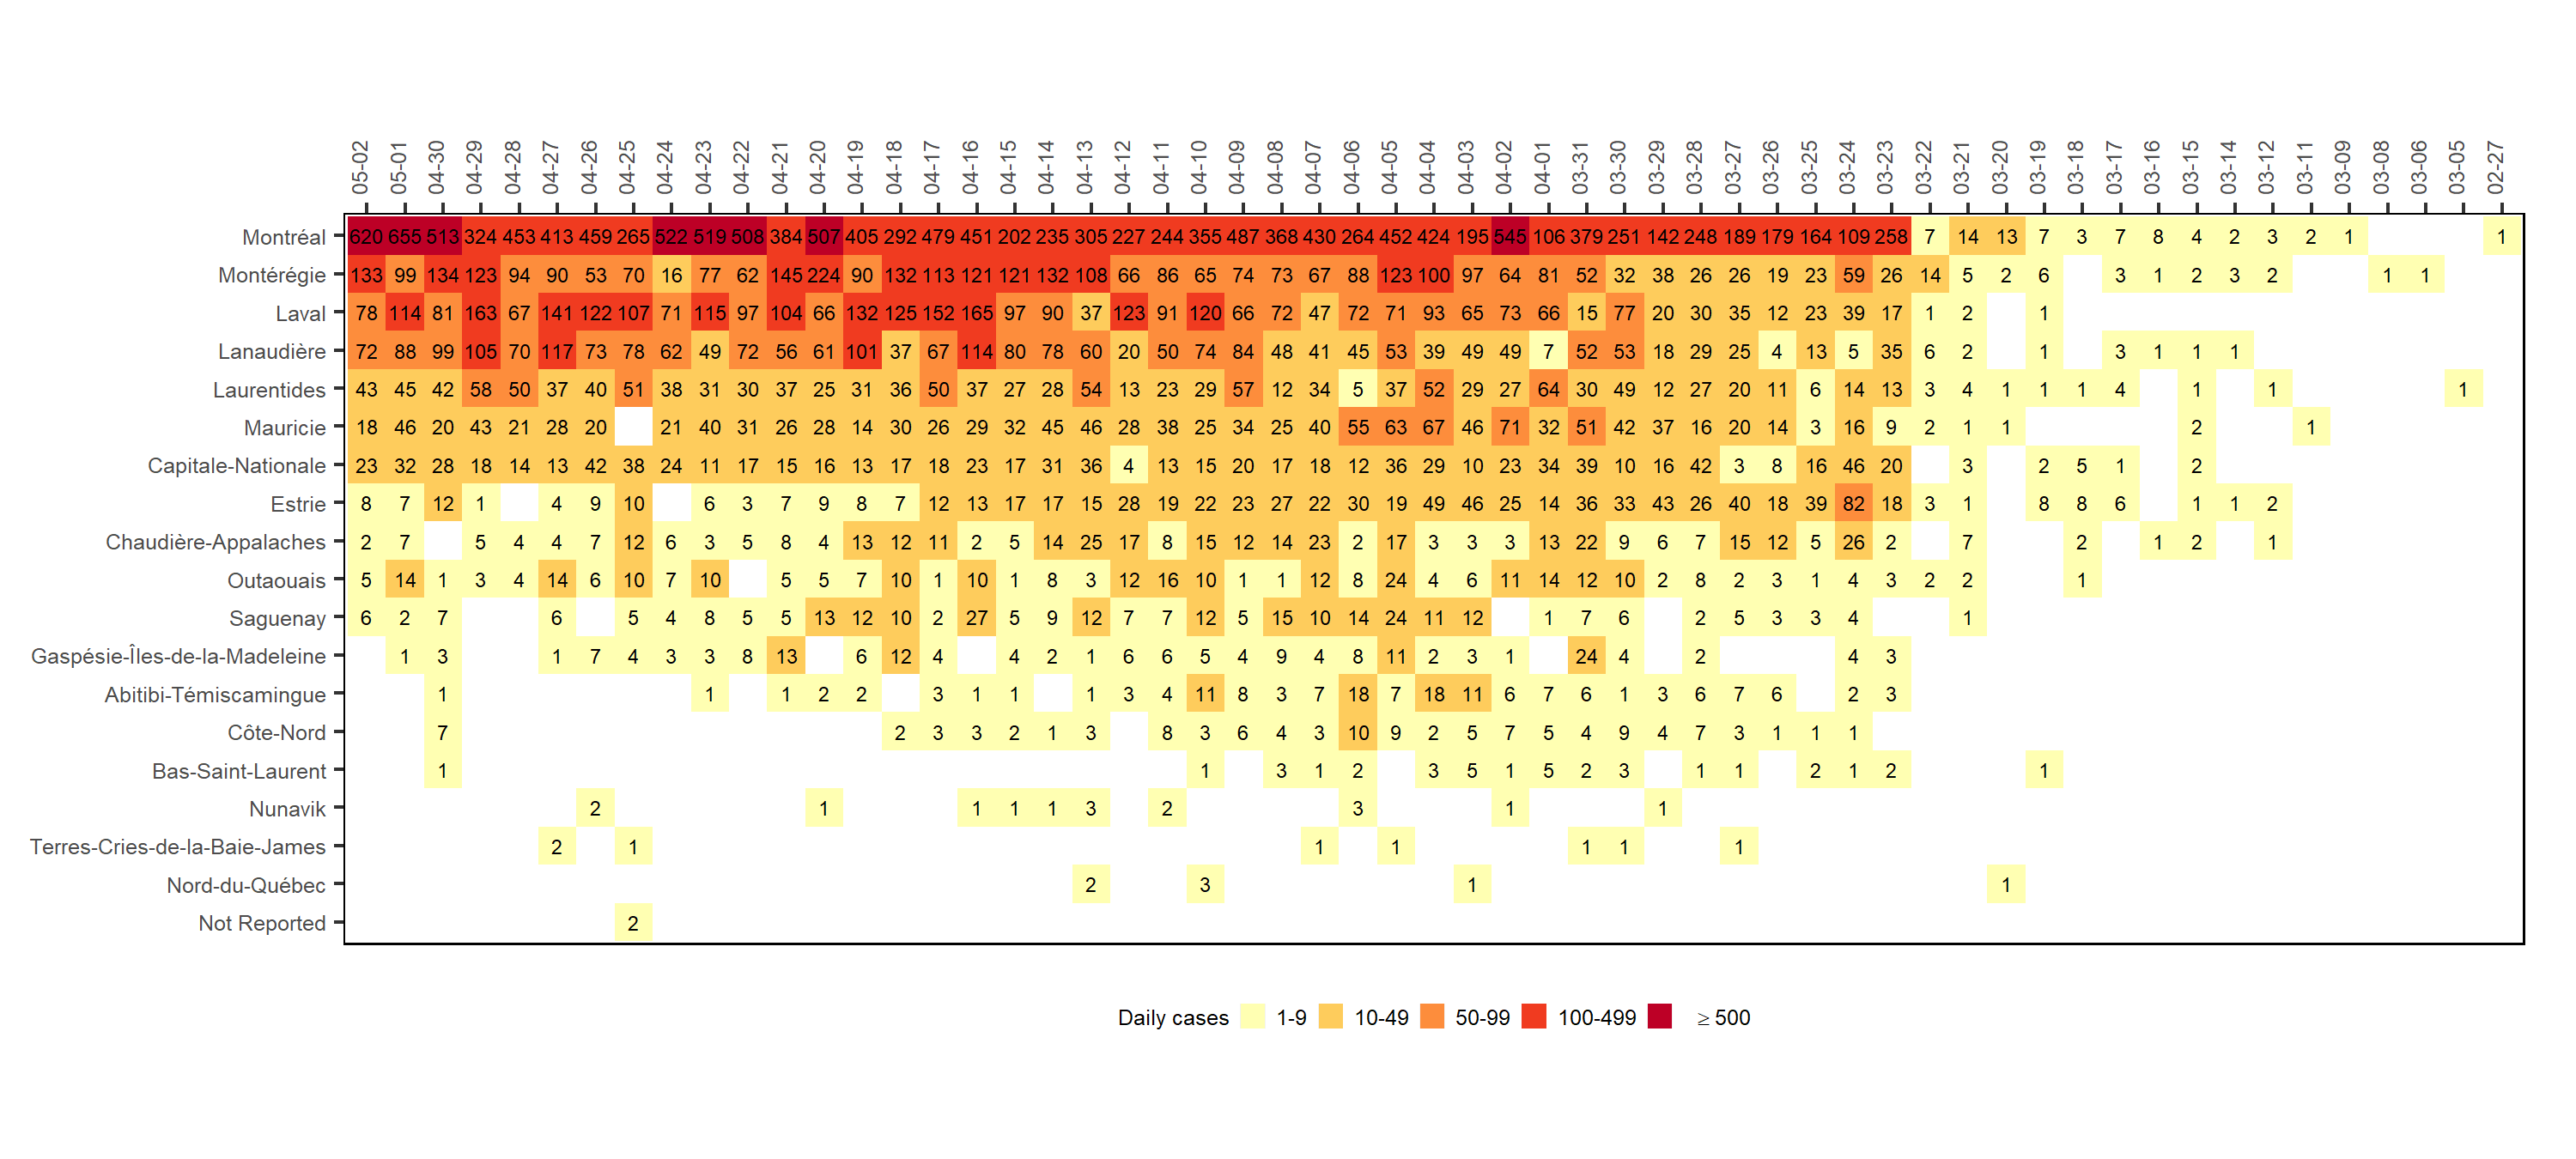 05-02 05-01 04-30 04-29 04-28 04-27 04-26 04-25 04-24 04-23 04-22 04-21 04-20 04-19 04-18 04-17 04-16 04-15 04-14 04-13 04-12 04-11 04-10 04-09 04-08 04-07 04-06 04-05 04-04 04-03 04-02 04-01 03-31 03-30 03-29 03-28 03-27 03-26 03-25 03-24 03-23 03-22 03-21 03-20 03-19 03-18 03-17 03-16 03-15 03-14 03-12 03-11 03-09 03-08 03-06 03-05 02-27
Montréal 620 655 513 324 453 413 459 265 522 519 508 384 507 405 292 479 451 202 235 305 227 244 355 487 368 430 264 452 424 195 545 106 379 251 142 248 189 179 164 109 258 7 14 13 7 3 7 8 4 2 3 2 1 1
Montérégie 133 99 134 123 94 90 53 70 16 77 62 145 224 90 132 113 121 121 132 108 66 86 65 74 73 67 88 123 100 97 64 81 52 32 38 26 26 19 23 59 26 14 5 2 6 3 1 2 3 2 1 1
Laval 78 114 81 163 67 141 122 107 71 115 97 104 66 132 125 152 165 97 90 37 123 91 120 66 72 47 72 71 93 65 73 66 15 77 20 30 35 12 23 39 17 1 2 1
Lanaudière 72 88 99 105 70 117 73 78 62 49 72 56 61 101 37 67 114 80 78 60 20 50 74 84 48 41 45 53 39 49 49 7 52 53 18 29 25 4 13 5 35 6 2 1 3 1 1 1
Laurentides 43 45 42 58 50 37 40 51 38 31 30 37 25 31 36 50 37 27 28 54 13 23 29 57 12 34 5 37 52 29 27 64 30 49 12 27 20 11 6 14 13 3 4 1 1 1 4 1 1 1
Mauricie 18 46 20 43 21 28 20 21 40 31 26 28 14 30 26 29 32 45 46 28 38 25 34 25 40 55 63 67 46 71 32 51 42 37 16 20 14 3 16 9 2 1 1 2 1
Capitale-Nationale 23 32 28 18 14 13 42 38 24 11 17 15 16 13 17 18 23 17 31 36 4 13 15 20 17 18 12 36 29 10 23 34 39 10 16 42 3 8 16 46 20 3 2 5 1 2
Estrie 8 7 12 1 4 9 10 6 3 7 9 8 7 12 13 17 17 15 28 19 22 23 27 22 30 19 49 46 25 14 36 33 43 26 40 18 39 82 18 3 1 8 8 6 1 1 2
Chaudière-Appalaches 2 7 5 4 4 7 12 6 3 5 8 4 13 12 11 2 5 14 25 17 8 15 12 14 23 2 17 3 3 3 13 22 9 6 7 15 12 5 26 2 7 2 1 2 1
Outaouais 5 14 1 3 4 14 6 10 7 10 5 5 7 10 1 10 1 8 3 12 16 10 1 1 12 8 24 4 6 11 14 12 10 2 8 2 3 1 4 3 2 2 1
Saguenay 6 2 7 6 5 4 8 5 5 13 12 10 2 27 5 9 12 7 7 12 5 15 10 14 24 11 12 1 7 6 2 5 3 3 4 1
Gaspésie-Îles-de-la-Madeleine 1 3 1 7 4 3 3 8 13 6 12 4 4 2 1 6 6 5 4 9 4 8 11 2 3 1 24 4 2 4 3
Abitibi-Témiscamingue 1 1 1 2 2 3 1 1 1 3 4 11 8 3 7 18 7 18 11 6 7 6 1 3 6 7 6 2 3
Côte-Nord 7 2 3 3 2 1 3 8 3 6 4 3 10 9 2 5 7 5 4 9 4 7 3 1 1 1
Bas-Saint-Laurent 1 1 3 1 2 3 5 1 5 2 3 1 1 2 1 2 1
Nunavik 2 1 1 1 1 3 2 3 1 1
Terres-Cries-de-la-Baie-James 2 1 1 1 1 1 1
Nord-du-Québec 2 3 1 1
Not Reported 2
Daily cases 1-9 10-49 50-99 100-499 ≥ 500